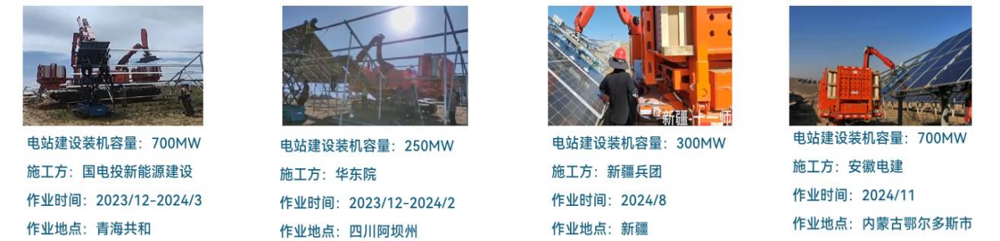 新疆十一师
电站建设装机容量：700MW
施工方：国电投新能源建设
作业时间：2023/12-2024/3
作业地点：青海共和
电站建设装机容量：250MW
施工方：华东院
作业时间：2023/12-2024/2
作业地点：四川阿坝州
电站建设装机容量：300MW
施工方：新疆兵团
作业时间：2024/8
作业地点：新疆
电站建设装机容量：700MW
施工方：安徽电建
作业时间：2024/11
作业地点：内蒙古鄂尔多斯市